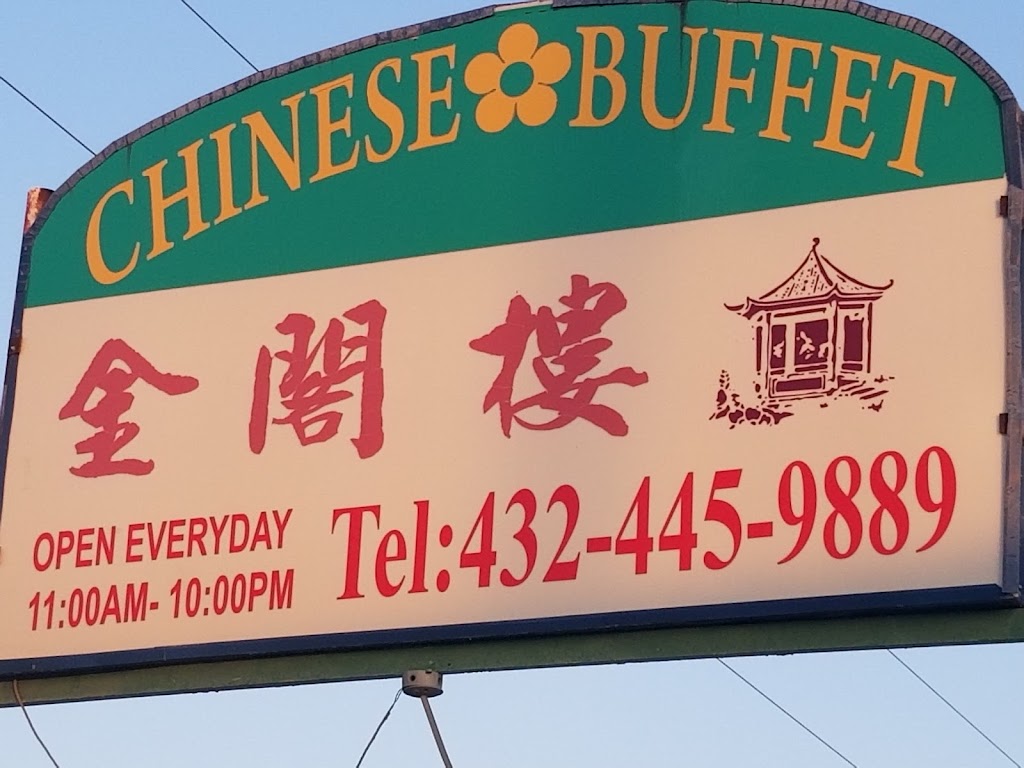 CHINESE BUFFET
金閣樓
OPEN EVERYDAY
11:00AM- 10:00PM
Tel:432-445-9889